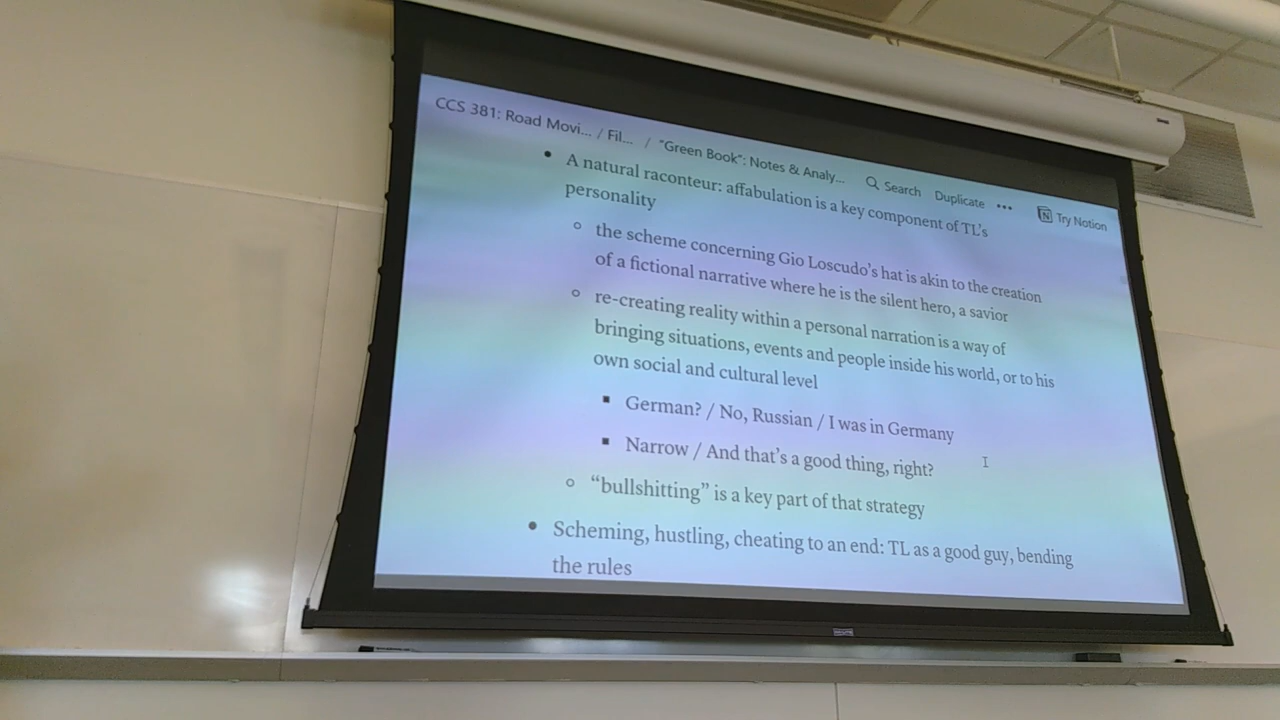 CCS 381: Road Movi... / Fil... / "Green Book": Notes & Analy... Search Duplicate ••• Try Notion
• A natural raconteur: affabulation is a key component of TL's
personality
◦ the scheme concerning Gio Loscudo's hat is akin to the creation
of a fictional narrative where he is the silent hero, a savior
◦ re-creating reality within a personal narration is a way of
bringing situations, events and people inside his world, or to his
own social and cultural level
▪ German? / No, Russian / I was in Germany
▪ Narrow / And that's a good thing, right?
◦ “bullshitting” is a key part of that strategy
• Scheming, hustling, cheating to an end: TL as a good guy, bending
the rules